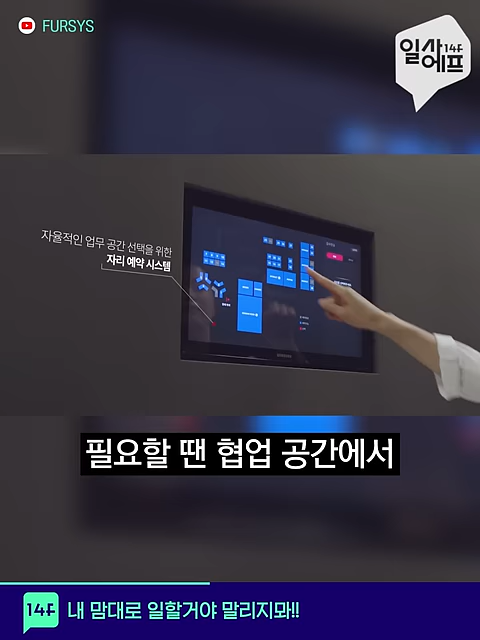 FURSYS
일사 14F
에프
자율적인 업무 공간 선택을 위한
자리 예약 시스템
필요할 땐 협업 공간에서
14F 내 맘대로 일할거야 말리지뫄!!